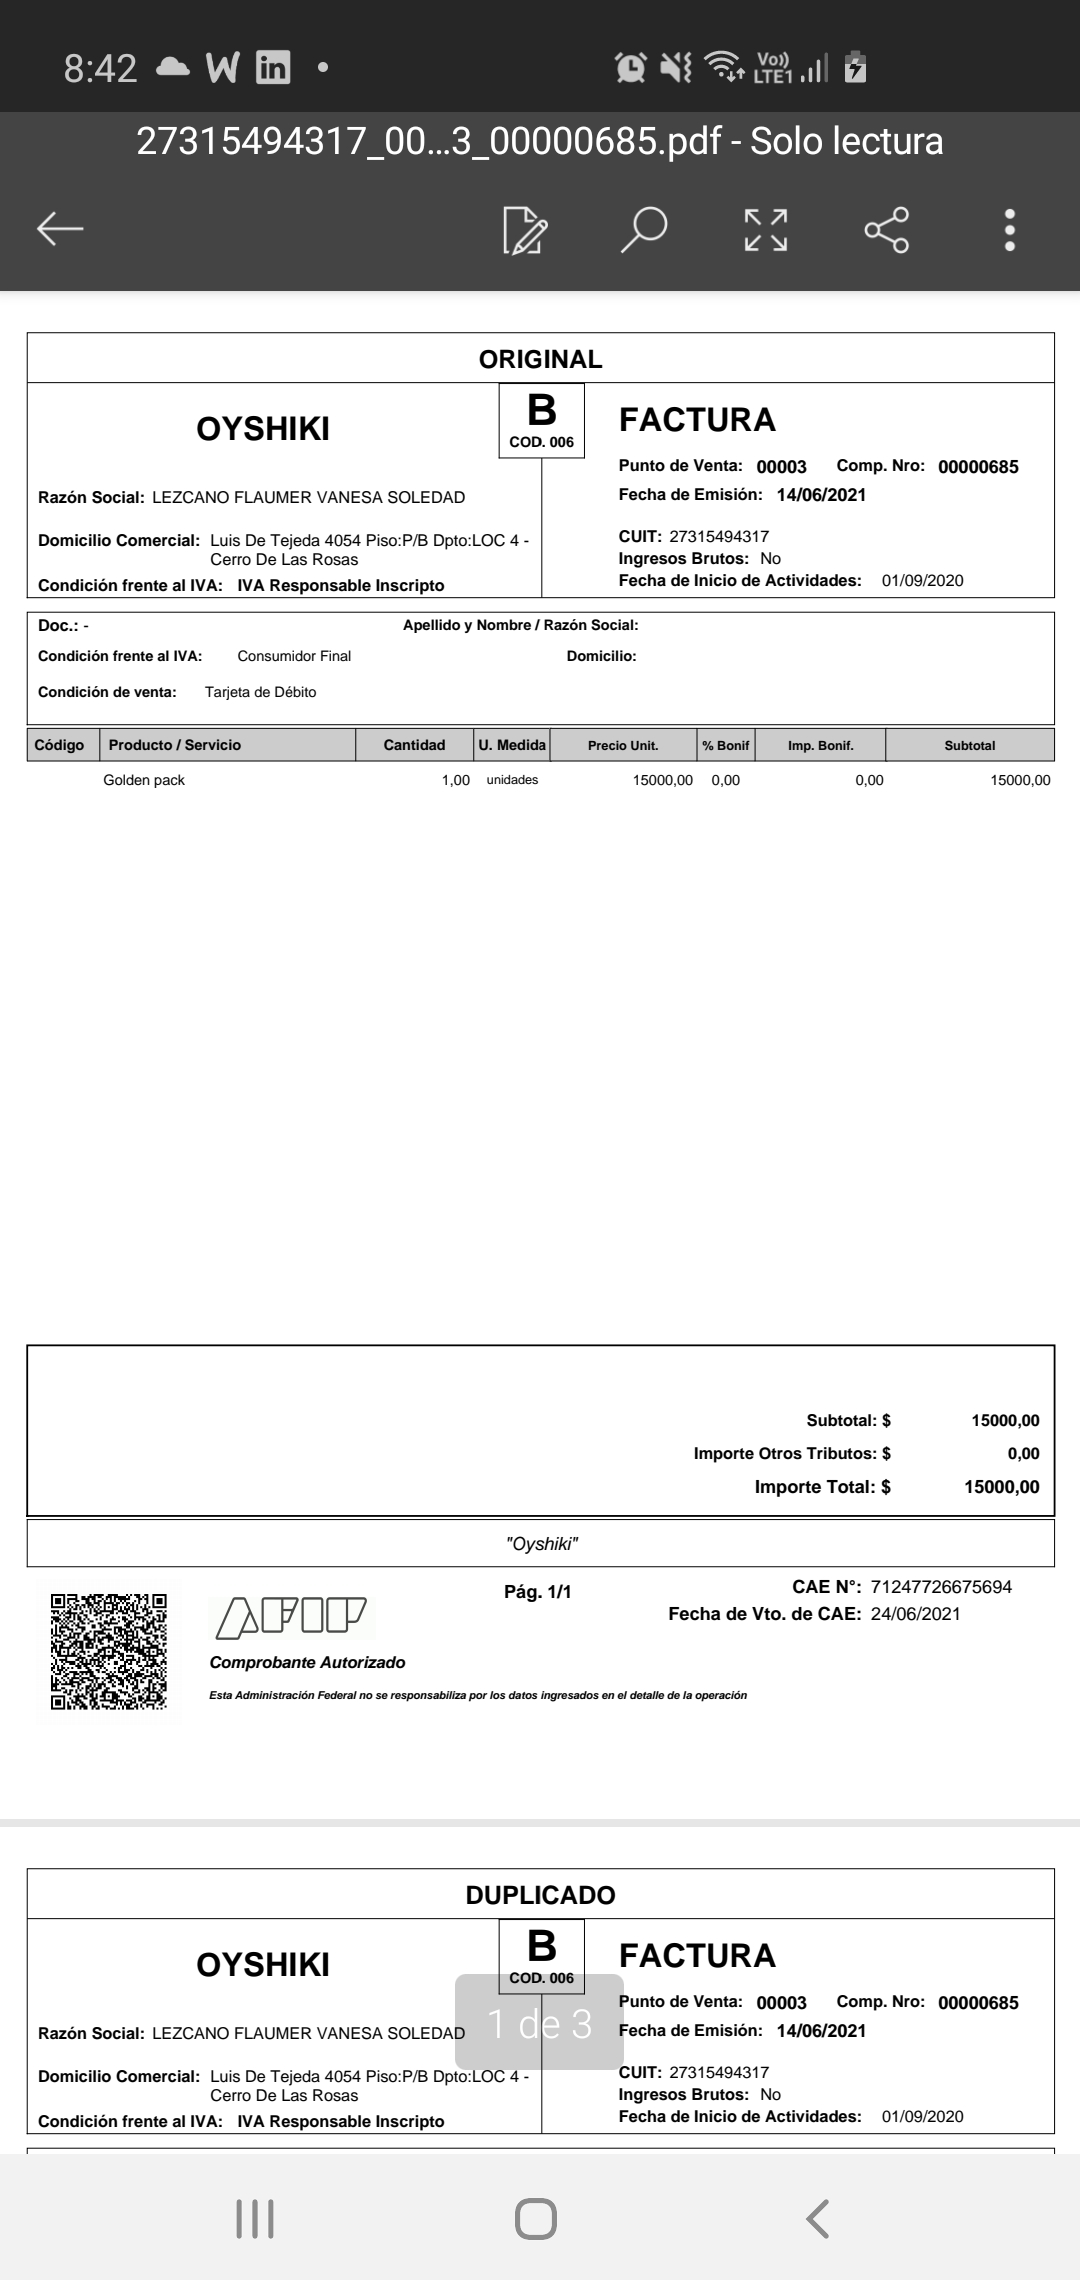 8:42
VoLTE1
27315494317_00...3_00000685.pdf - Solo lectura
ORIGINAL
OYSHIKI
B
COD. 006
FACTURA
Punto de Venta: 00003 Comp. Nro: 00000685
Razón Social: LEZCANO FLAUMER VANESA SOLEDAD
Fecha de Emisión: 14/06/2021
Domicilio Comercial: Luis De Tejeda 4054 Piso:P/B Dpto:LOC 4 -
Cerro De Las Rosas
CUIT: 27315494317
Ingresos Brutos: No
Condición frente al IVA: IVA Responsable Inscripto
Fecha de Inicio de Actividades: 01/09/2020
Doc.: - Apellido y Nombre / Razón Social:
Condición frente al IVA: Consumidor Final Domicilio:
Condición de venta: Tarjeta de Débito
Código Producto / Servicio Cantidad U. Medida Precio Unit. % Bonif Imp. Bonif. Subtotal
Golden pack 1,00 unidades 15000,00 0,00 0,00 15000,00
Subtotal: $ 15000,00
Importe Otros Tributos: $ 0,00
Importe Total: $ 15000,00
"Oyshiki"
AFIP
Pág. 1/1
CAE N°: 71247726675694
Fecha de Vto. de CAE: 24/06/2021
Comprobante Autorizado
Esta Administración Federal no se responsabiliza por los datos ingresados en el detalle de la operación
DUPLICADO
OYSHIKI
B
COD. 006
FACTURA
1 de 3
Punto de Venta: 00003 Comp. Nro: 00000685
Razón Social: LEZCANO FLAUMER VANESA SOLEDAD
Fecha de Emisión: 14/06/2021
Domicilio Comercial: Luis De Tejeda 4054 Piso:P/B Dpto:LOC 4 -
Cerro De Las Rosas
CUIT: 27315494317
Ingresos Brutos: No
Condición frente al IVA: IVA Responsable Inscripto
Fecha de Inicio de Actividades: 01/09/2020